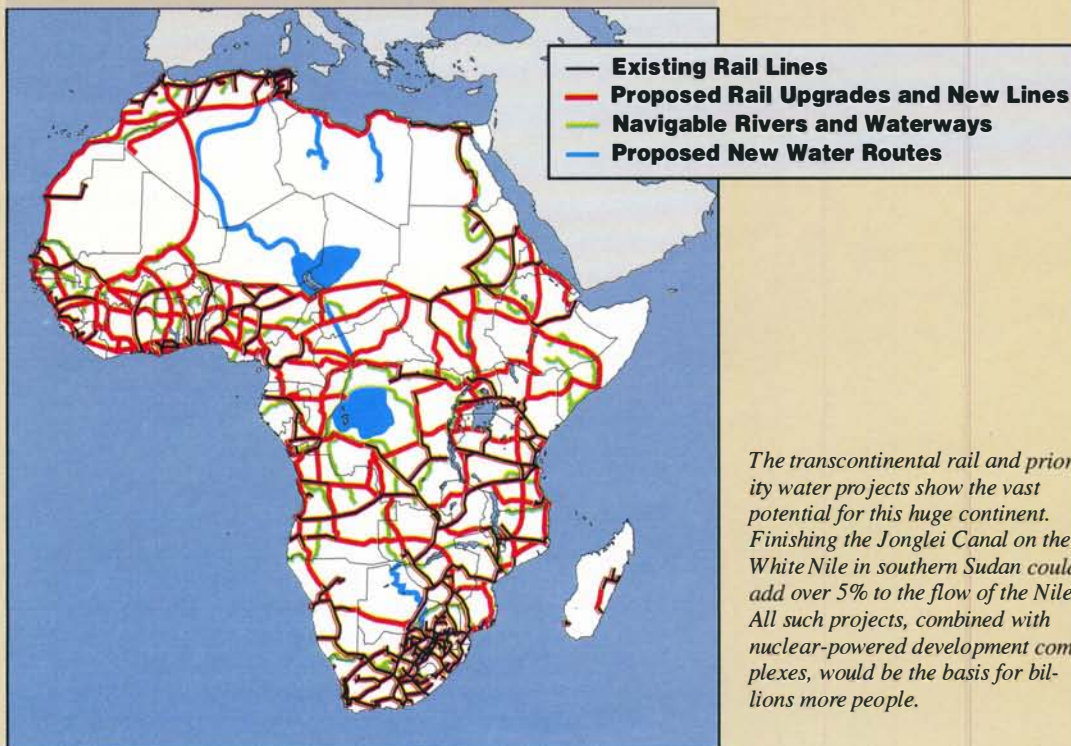 Existing Rail Lines
Proposed Rail Upgrades and New Lines
Navigable Rivers and Waterways
Proposed New Water Routes
The transcontinental rail and prior-
ity water projects show the vast
potential for this huge continent.
Finishing the Jonglei Canal on the
White Nile in southern Sudan could
add over 5% to the flow of the Nile.
All such projects, combined with
nuclear-powered development com-
plexes, would be the basis for bil-
lions more people.